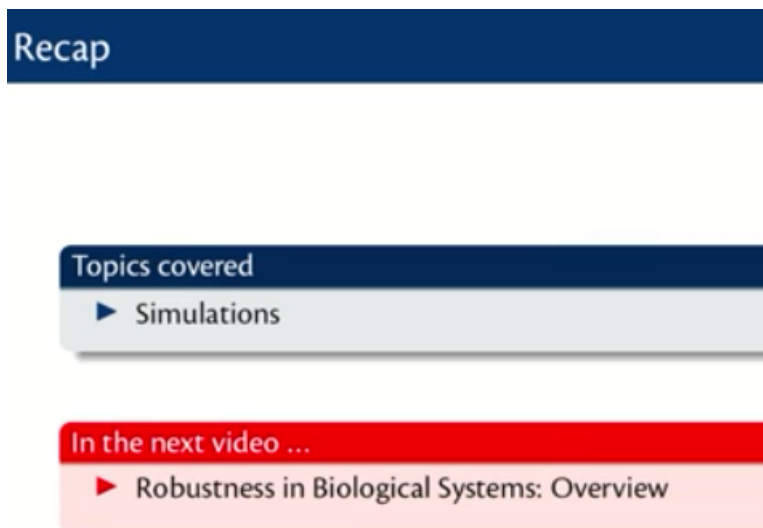 Recap
Topics covered
Simulations
In the next video ...
Robustness in Biological Systems: Overview